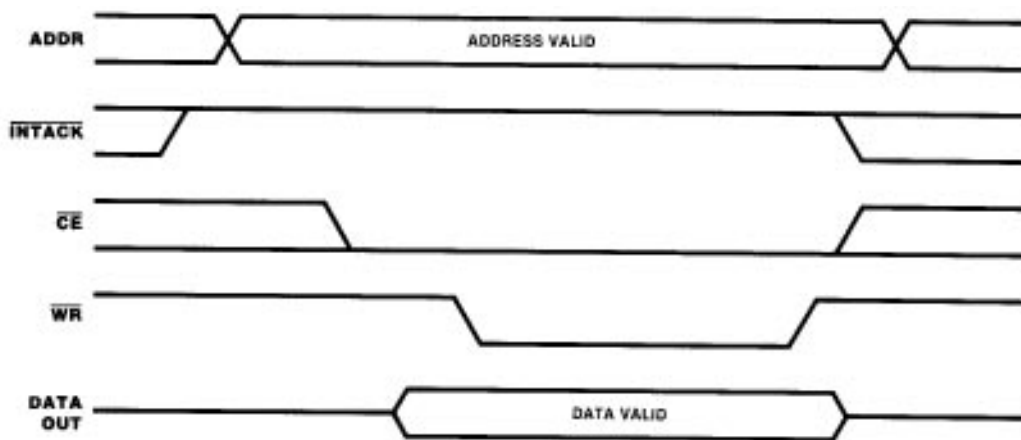 ADDR
ADDRESS VALID
INTACK
CE
WR
DATA
OUT
DATA VALID